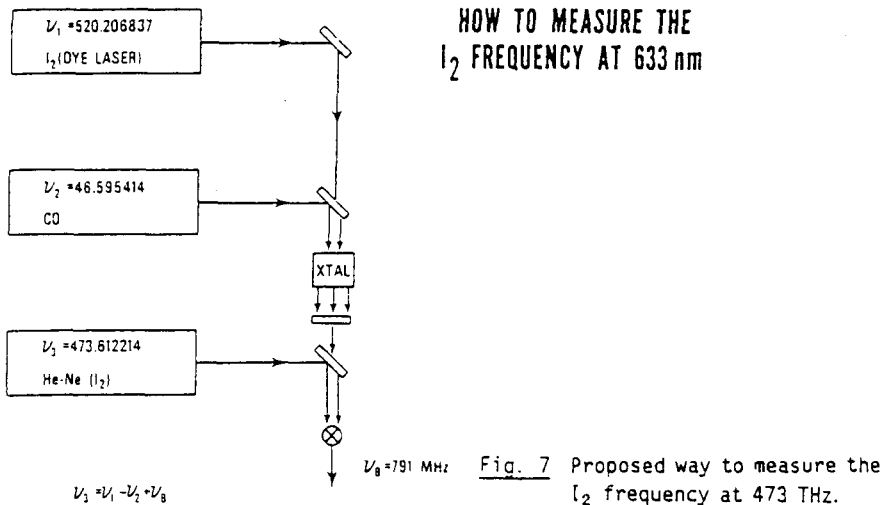 HOW TO MEASURE THE
I₂ FREQUENCY AT 633 nm
ν₁ =520.206837
I₂(DYE LASER)
ν₂ =46.595414
CO
XTAL
ν₃ =473.612214
He-Ne (I₂)
ν_B =791 MHz
ν₃ =ν₁ -ν₂ +ν_B
Fig. 7 Proposed way to measure the
I₂ frequency at 473 THz.